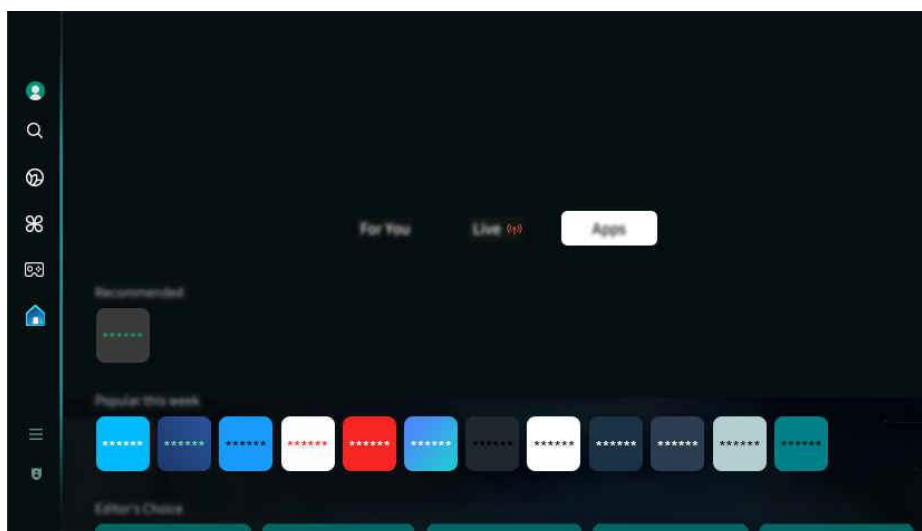 For You
Live
Apps
Recommended
******
Popular this week
****** ****** ****** ****** ****** ****** ****** ****** ****** ****** ****** ******
Editor's Choice